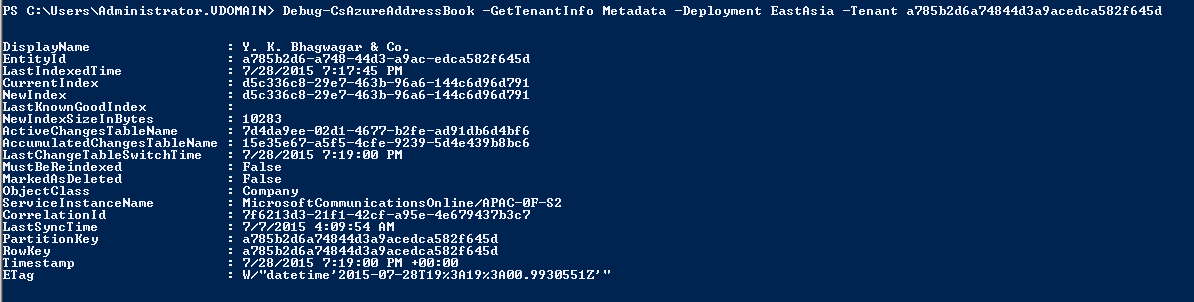 PS C:\Users\Administrator.VDOMAIN> Debug-CsAzureAddressBook -GetTenantInfo Metadata -Deployment EastAsia -Tenant a785b2d6a74844d3a9acedca582f645d
DisplayName : Y. K. Bhagwagar & Co.
EntityId : a785b2d6-a748-44d3-a9ac-edca582f645d
LastIndexedTime : 7/28/2015 7:17:45 PM
CurrentIndex : d5c336c8-29e7-463b-96a6-144c6d96d791
NewIndex : d5c336c8-29e7-463b-96a6-144c6d96d791
LastKnownGoodIndex :
NewIndexSizeInBytes : 10283
ActiveChangesTableName : 7d4da9ee-02d1-4677-b2fe-ad91db6d4bf6
AccumulatedChangesTableName : 15e35e67-a5f5-4cfe-9239-5d4e439b8bc6
LastChangeTableSwitchTime : 7/28/2015 7:19:00 PM
MustBeReindexed : False
MarkedAsDeleted : False
ObjectClass : Company
ServiceInstanceName : MicrosoftCommunicationsOnline/APAC-0F-S2
CorrelationId : 7f6213d3-21f1-42cf-a95e-4e679437b3c7
LastSyncTime : 7/7/2015 4:09:54 AM
PartitionKey : a785b2d6a74844d3a9acedca582f645d
RowKey : a785b2d6a74844d3a9acedca582f645d
Timestamp : 7/28/2015 7:19:00 PM +00:00
ETag : W/"datetime'2015-07-28T19%3A19%3A00.9930551Z'"